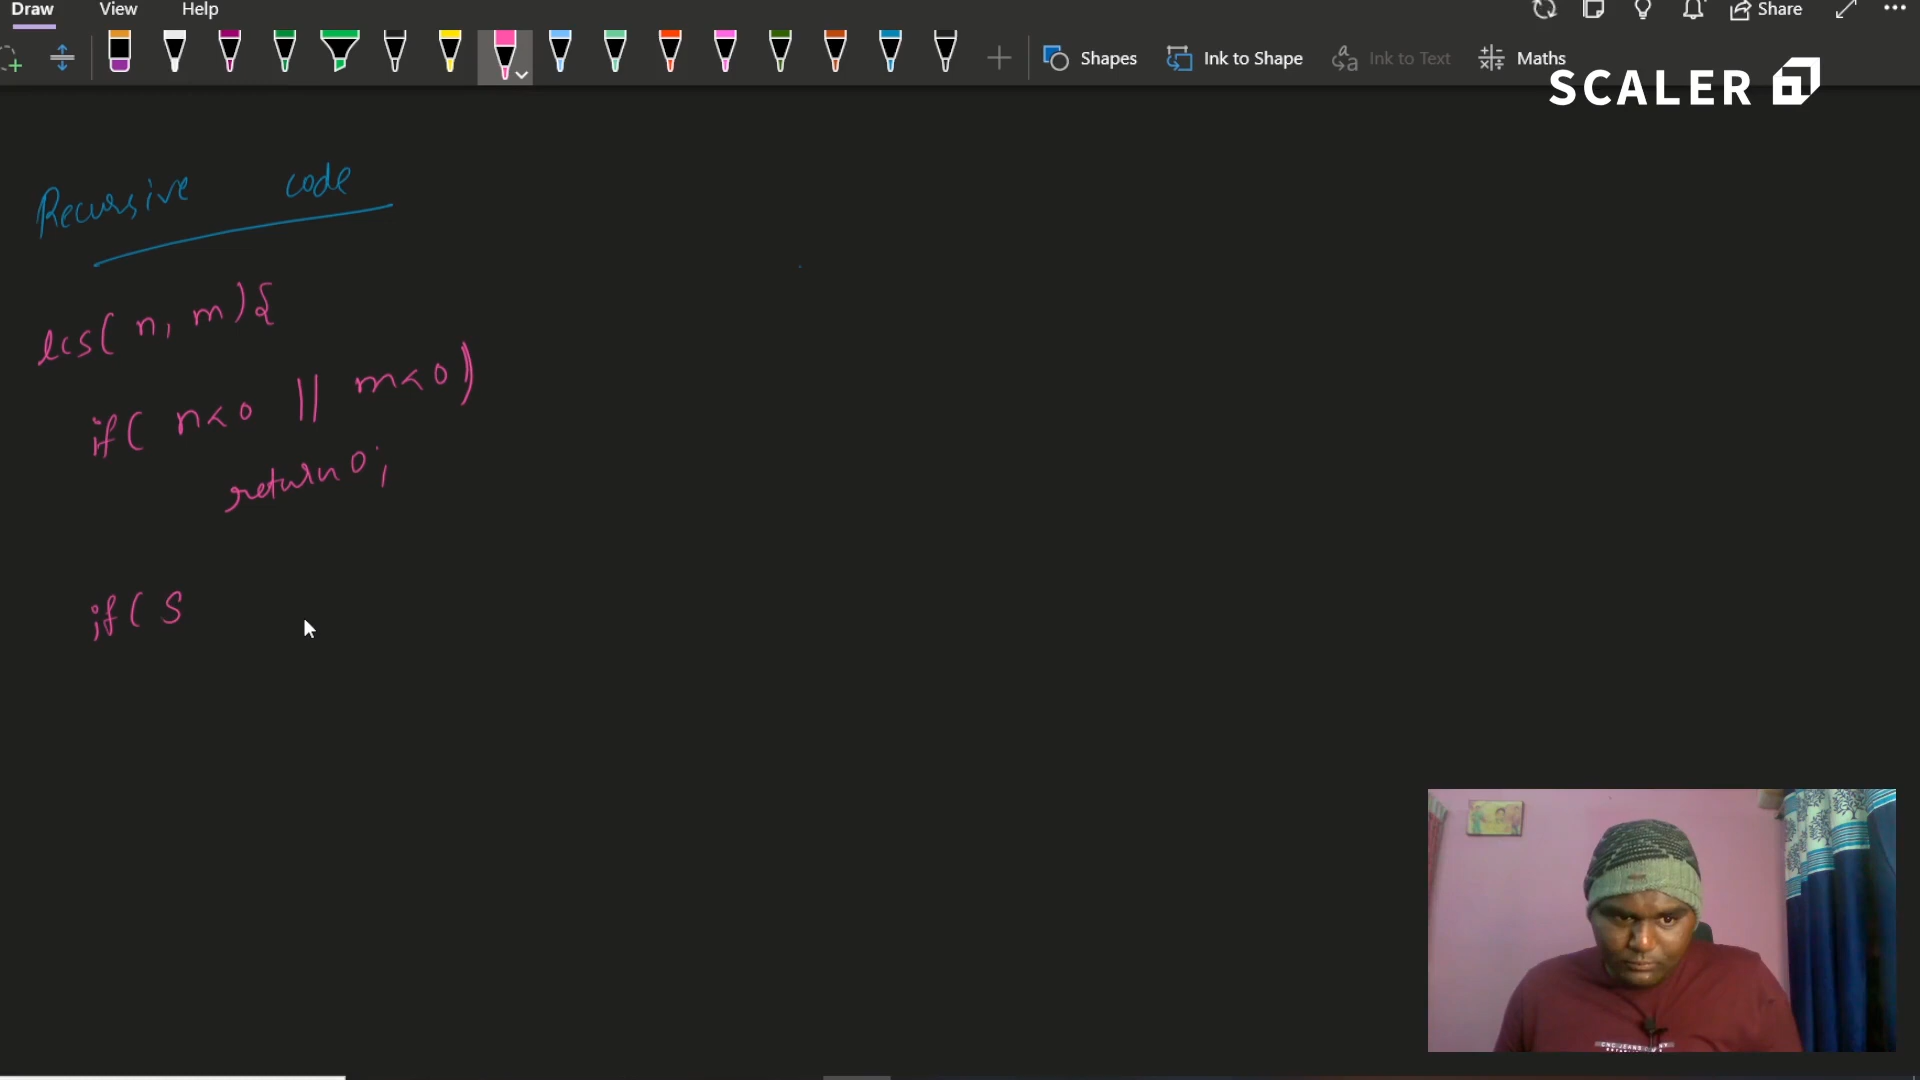 Draw View Help Share
Shapes Ink to Shape Ink to Text Maths
SCALER
Recursive code
lcs( n, m ){
if( n<0 || m<0 )
return 0;
if( S